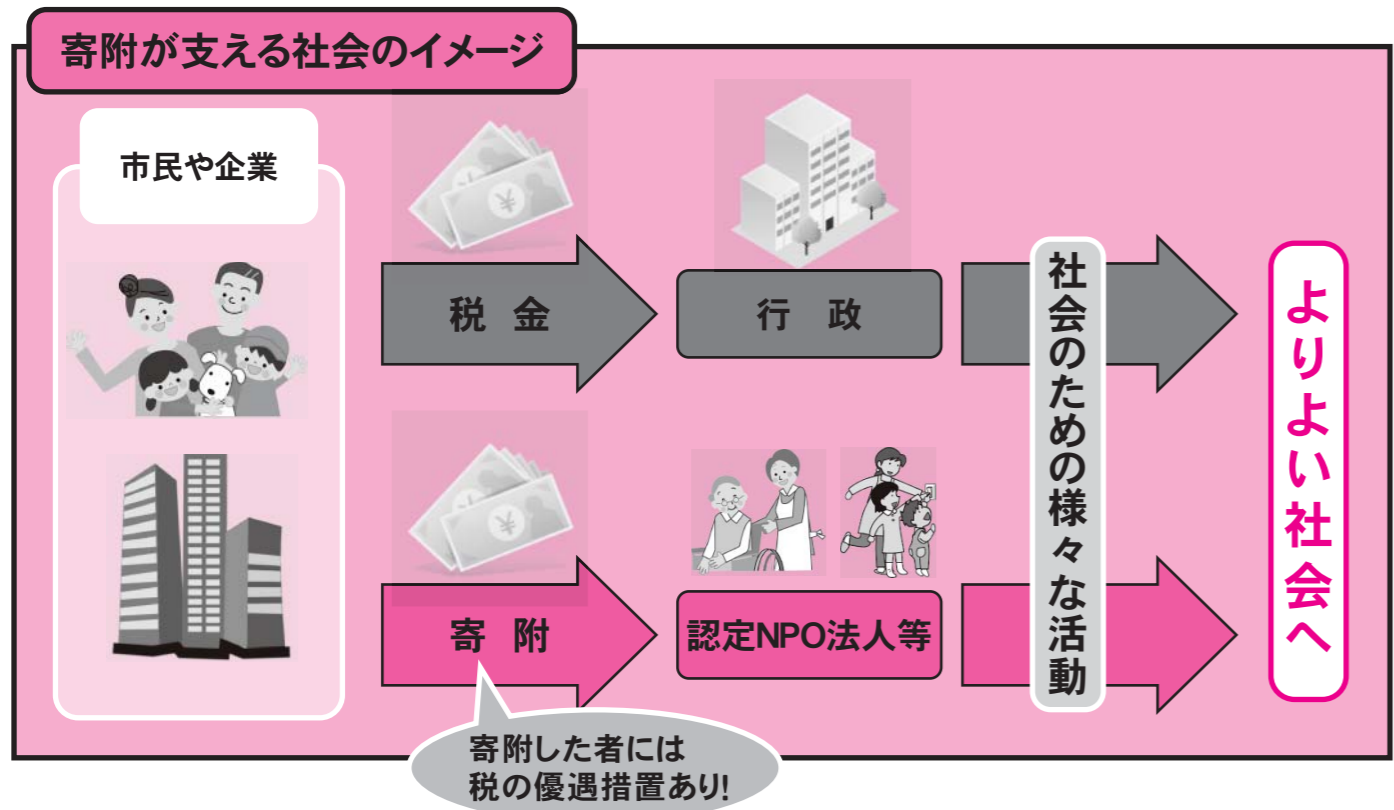 寄附が支える社会のイメージ
市民や企業
税金
行政
寄附
認定NPO法人等
寄附した者には
税の優遇措置あり!
社会のための様々な活動
よりよい社会へ